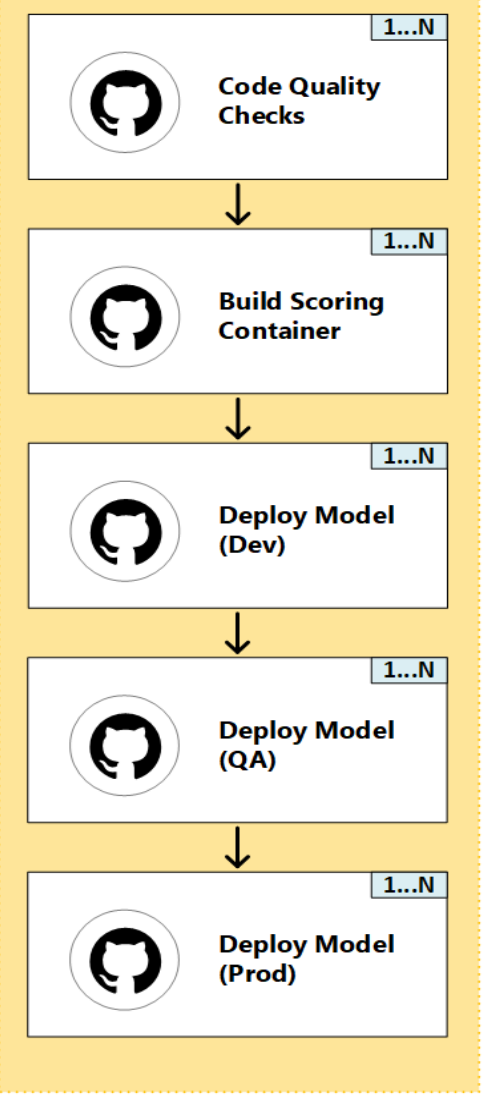 1...N
Code Quality
Checks
1...N
Build Scoring
Container
1...N
Deploy Model
(Dev)
1...N
Deploy Model
(QA)
1...N
Deploy Model
(Prod)